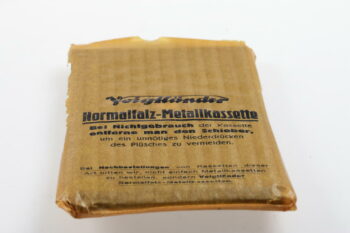 Voigtländer
Normalfalz-Metallkassette
Bei Nichtgebrauch der Kassette
entferne man den Schieber,
um ein unnötiges Niederdrücken
des Plüsches zu vermeiden.
Bei Nachbestellungen von Kassetten dieser
Art bitten wir, nicht einfach Metallkassetten
zu bestellen, sondern Voigtländer
Normalfalz-Metallkassetten.